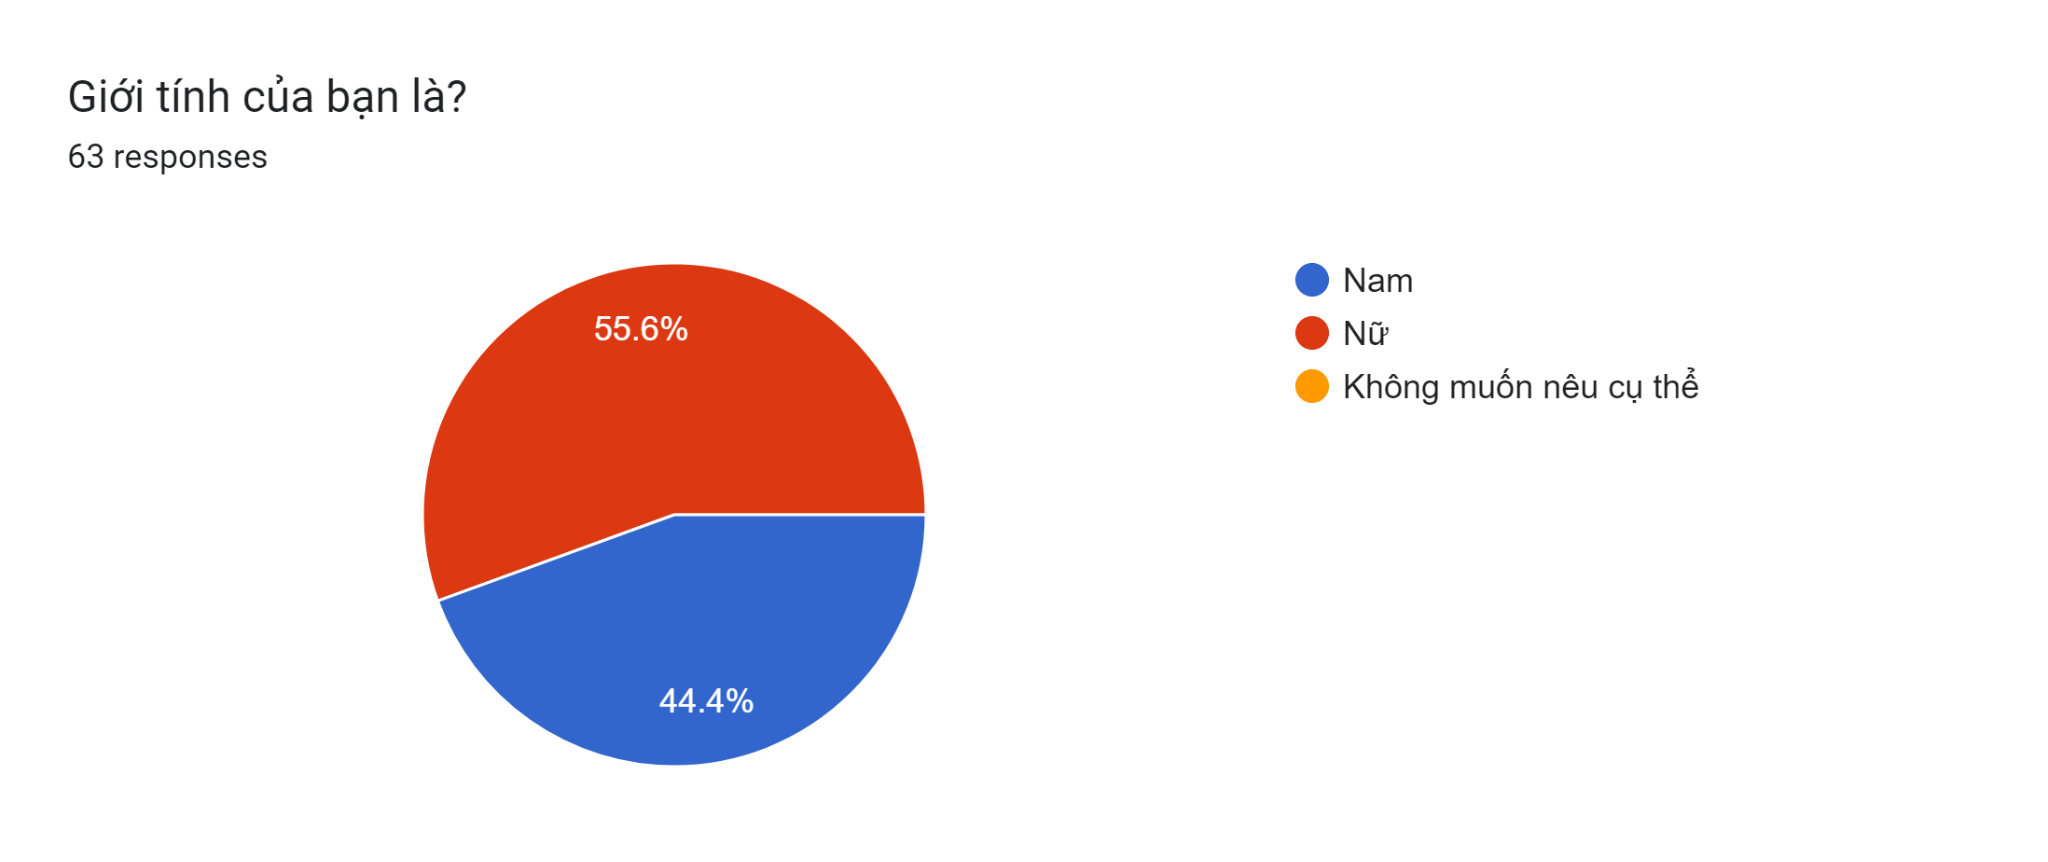 Giới tính của bạn là?
63 responses
55.6%
44.4%
Nam
Nữ
Không muốn nêu cụ thể